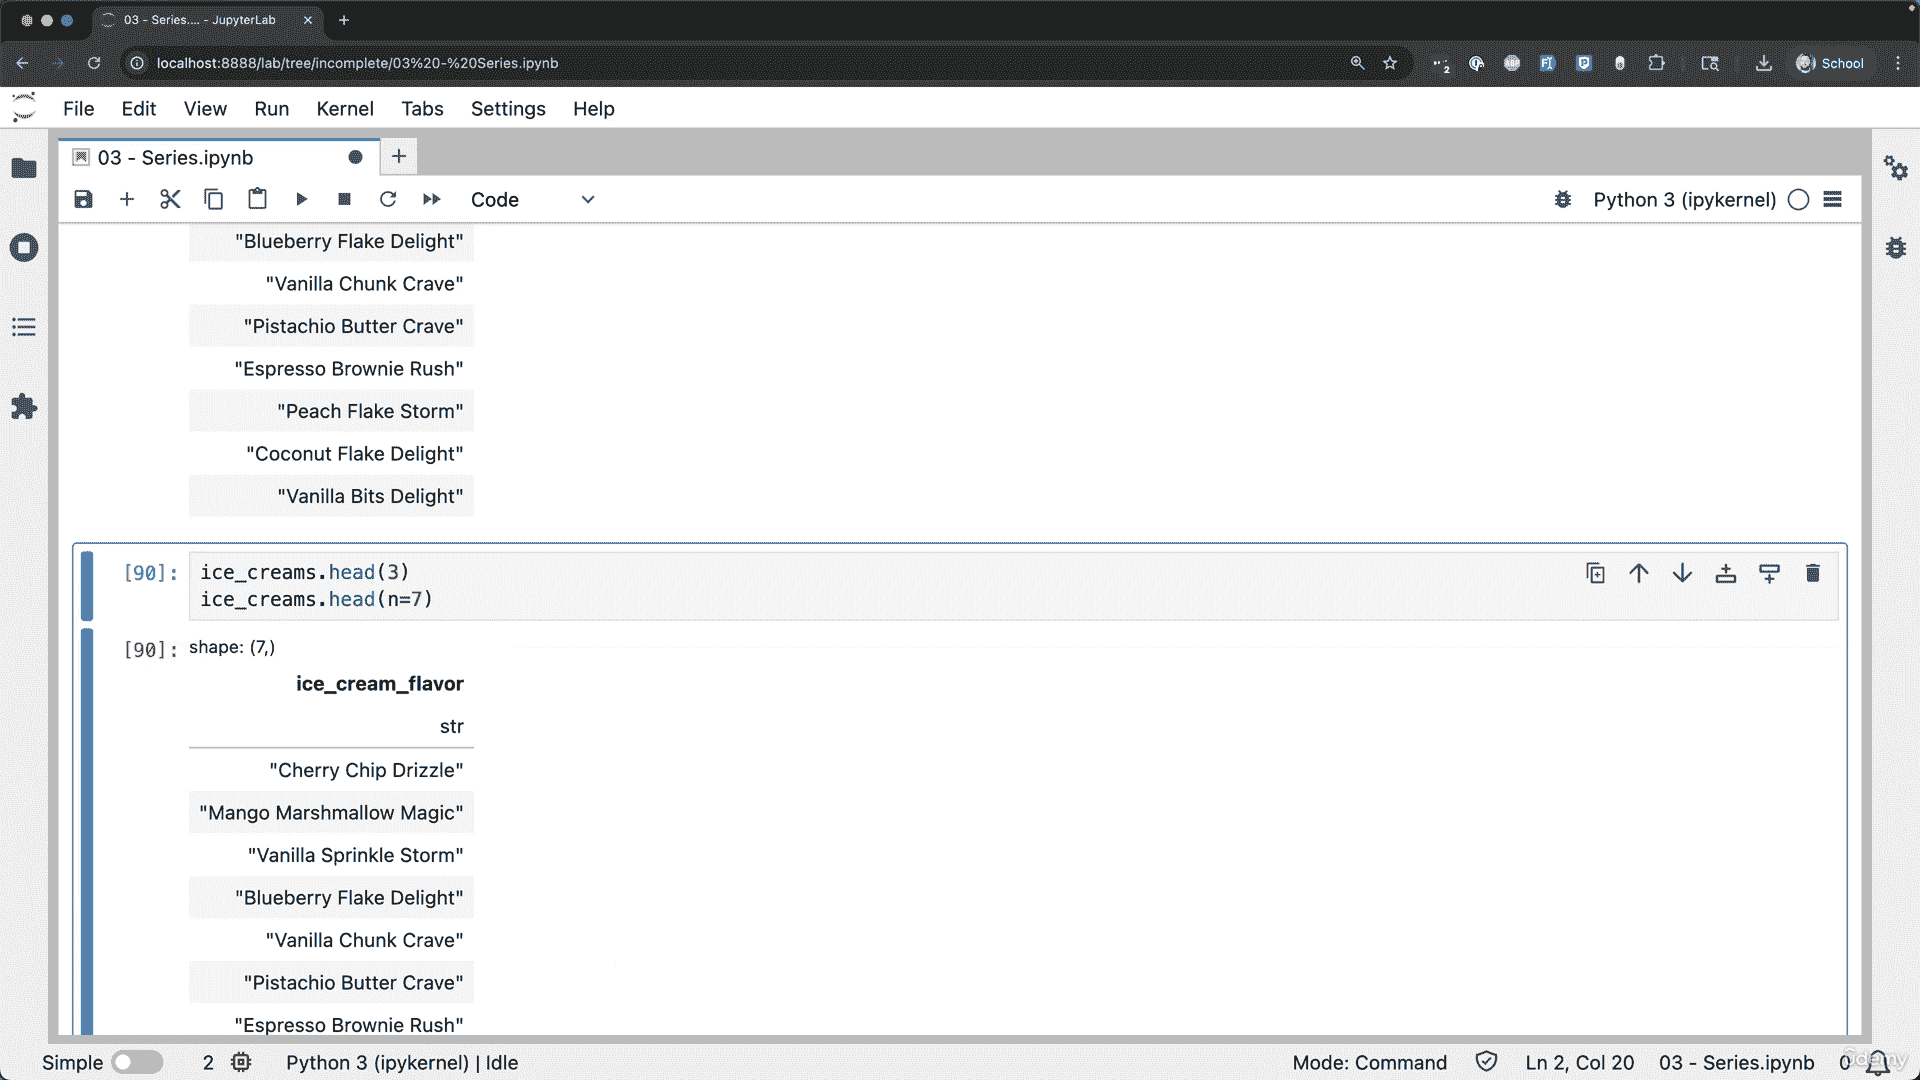 03 - Series.... - JupyterLab
localhost:8888/lab/tree/incomplete/03%20-%20Series.ipynb
2
ABP
School
File Edit View Run Kernel Tabs Settings Help
03 - Series.ipynb
Code
Python 3 (ipykernel)
"Blueberry Flake Delight"
"Vanilla Chunk Crave"
"Pistachio Butter Crave"
"Espresso Brownie Rush"
"Peach Flake Storm"
"Coconut Flake Delight"
"Vanilla Bits Delight"
[90]: ice_creams.head(3)
ice_creams.head(n=7)
[90]: shape: (7,)
ice_cream_flavor
str
"Cherry Chip Drizzle"
"Mango Marshmallow Magic"
"Vanilla Sprinkle Storm"
"Blueberry Flake Delight"
"Vanilla Chunk Crave"
"Pistachio Butter Crave"
"Espresso Brownie Rush"
Simple 2 Python 3 (ipykernel) | Idle Mode: Command Ln 2, Col 20 03 - Series.ipynb 0
udemy